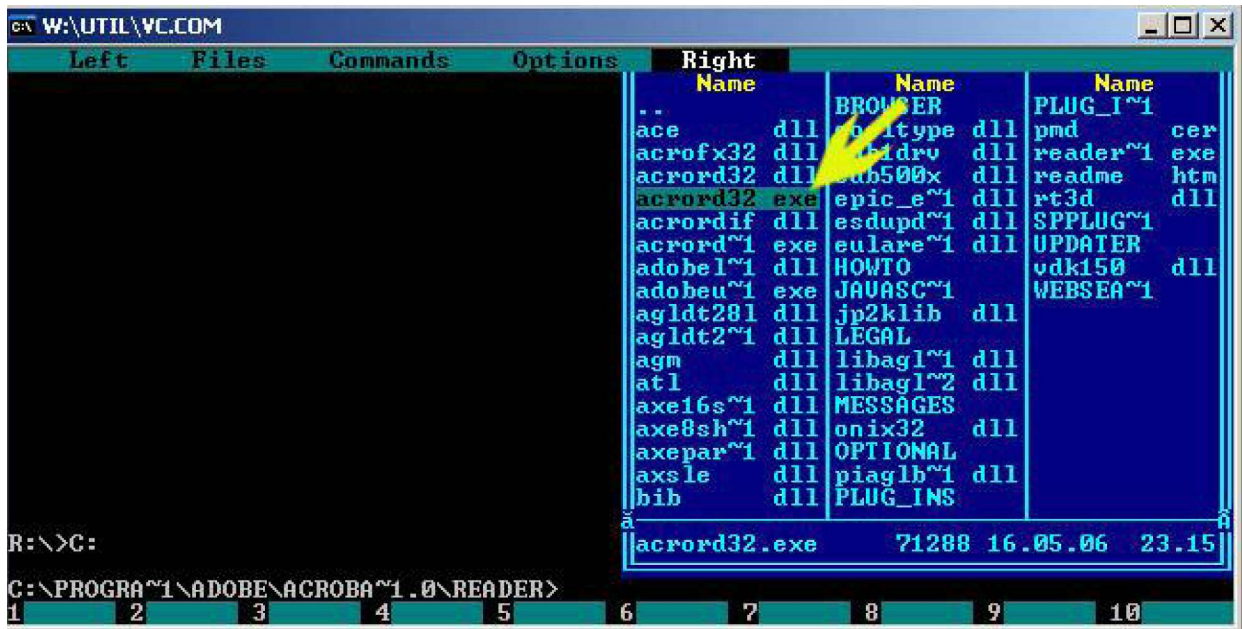 W:\UTIL\VC.COM
Left Files Commands Options Right
Name Name Name
.. BROWSER PLUG_I~1
ace dll dll pmd cer
acrofx32 dll dll reader~1 exe
acrord32 dll dll readme htm
acrord32 exe epic_e~1 dll rt3d dll
acrordif dll esdupd~1 dll SPPLUG~1
acrord~1 exe eulare~1 dll UPDATER
adobel~1 dll HOWTO vdk150 dll
adobeu~1 exe JAVASC~1 WEBSEA~1
agldt28l dll jp2klib dll
agldt2~1 dll LEGAL
agm dll libagl~1 dll
atl dll libagl~2 dll
axe16s~1 dll MESSAGES
axe8sh~1 dll onix32 dll
axepar~1 dll OPTIONAL
axsle dll piaglb~1 dll
bib dll PLUG_INS
R:\>C:
acrord32.exe 71288 16.05.06 23.15
C:\PROGRA~1\ADOBE\ACROBA~1.0\READER>
1 2 3 4 5 6 7 8 9 10